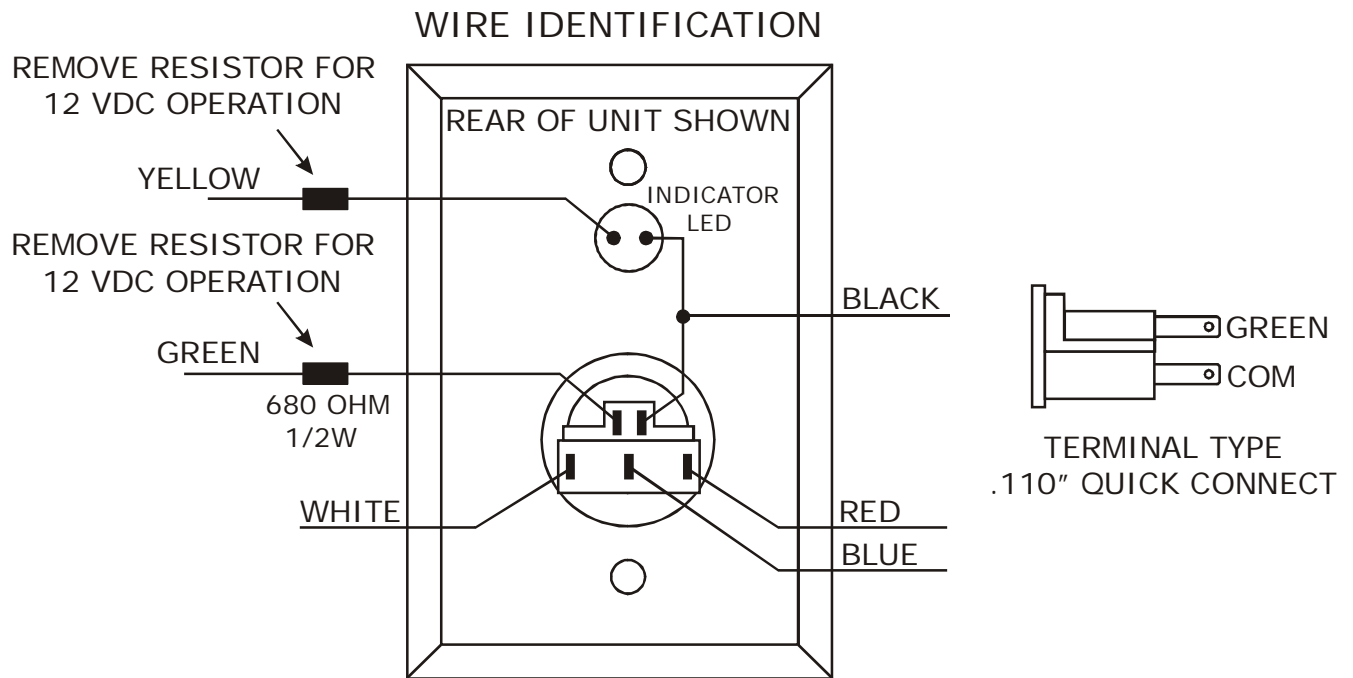 WIRE IDENTIFICATION
REMOVE RESISTOR FOR
12 VDC OPERATION
REAR OF UNIT SHOWN
YELLOW
INDICATOR
LED
REMOVE RESISTOR FOR
12 VDC OPERATION
BLACK
GREEN
GREEN
COM
680 OHM
1/2W
TERMINAL TYPE
.110" QUICK CONNECT
WHITE
RED
BLUE